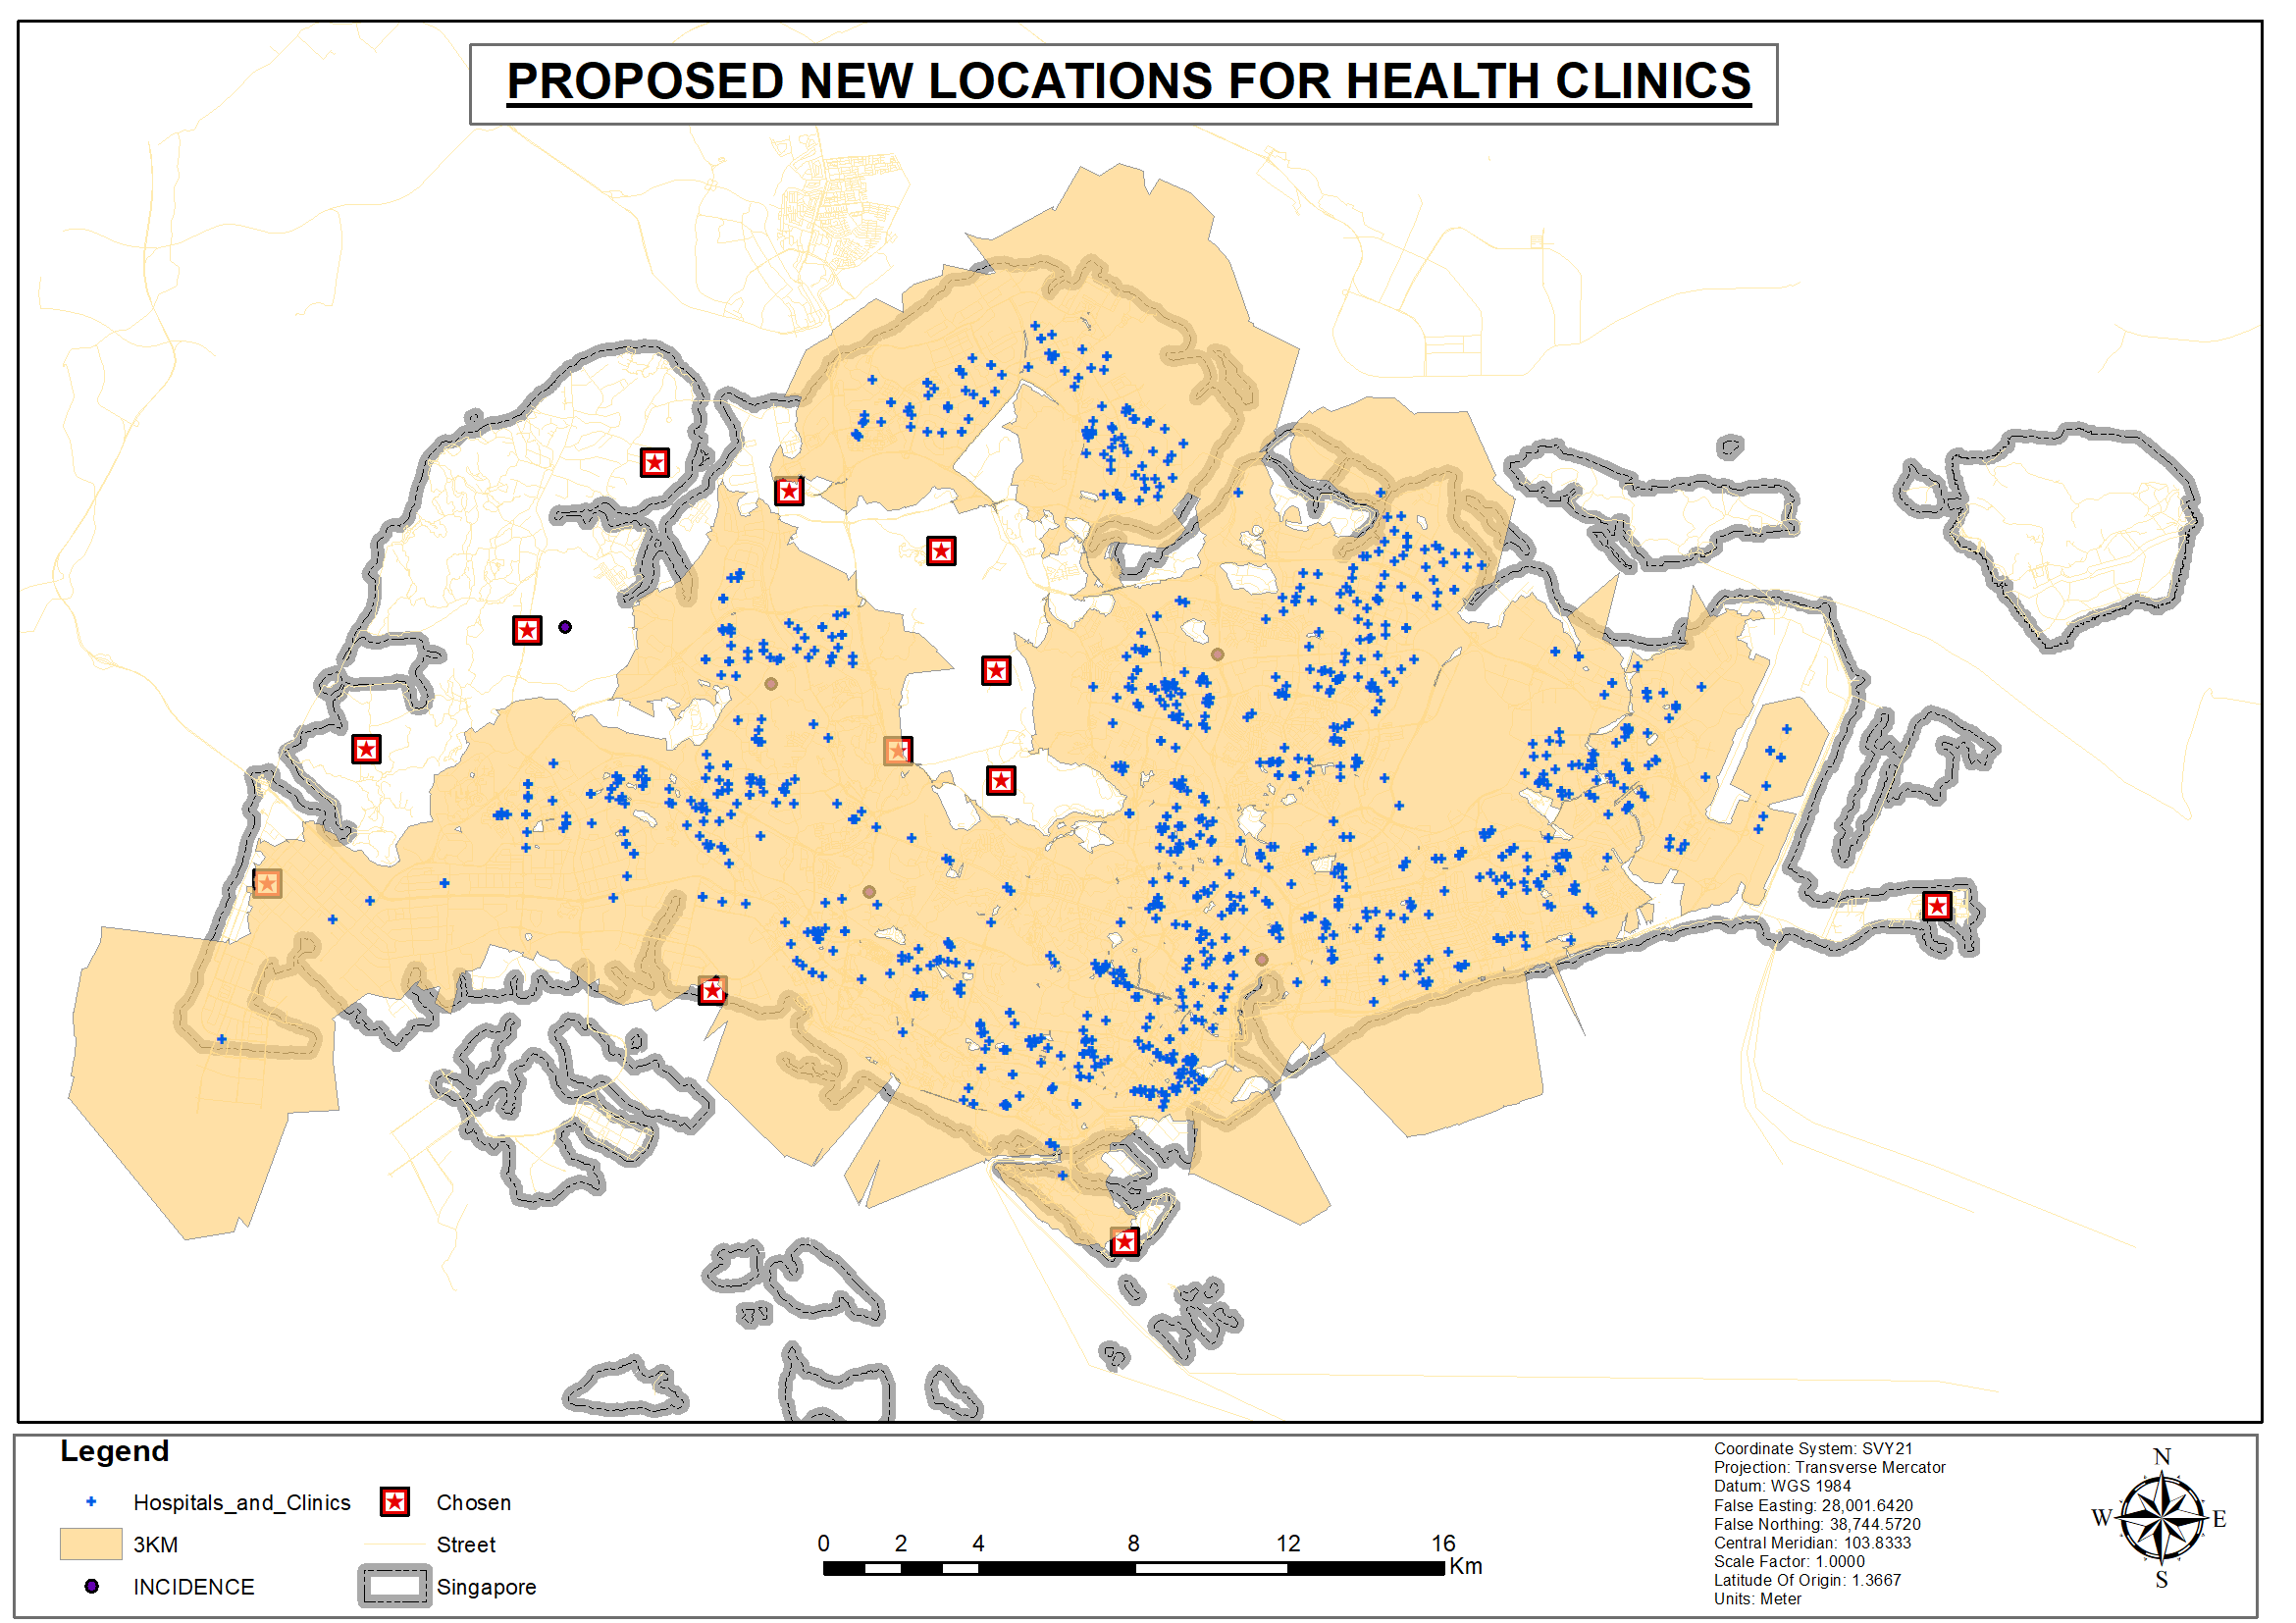 PROPOSED NEW LOCATIONS FOR HEALTH CLINICS
Legend
Hospitals_and_Clinics
Chosen
3KM
Street
INCIDENCE
Singapore
0 2 4 8 12 16
Km
Coordinate System: SVY21
Projection: Transverse Mercator
Datum: WGS 1984
False Easting: 28,001.6420
False Northing: 38,744.5720
Central Meridian: 103.8333
Scale Factor: 1.0000
Latitude Of Origin: 1.3667
Units: Meter
N
W E
S